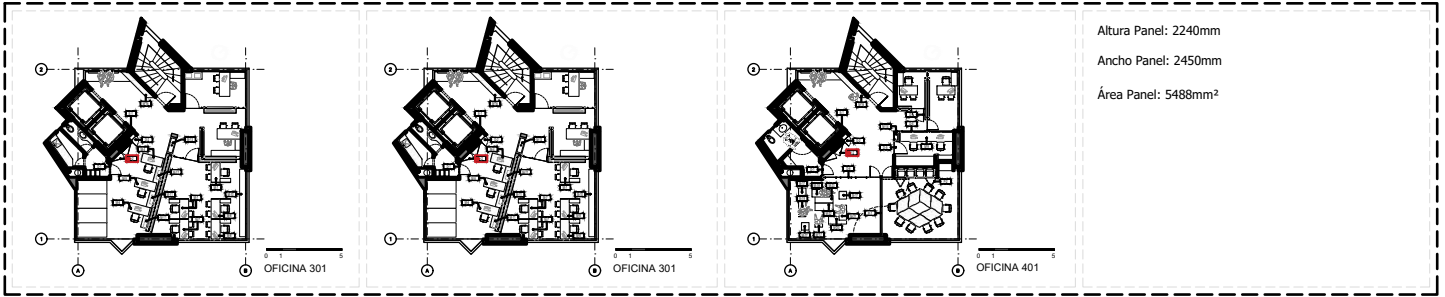 2
1
A
B
0 1 5
OFICINA 301
2
1
A
B
0 1 5
OFICINA 301
2
1
A
B
0 1 5
OFICINA 401
Altura Panel: 2240mm
Ancho Panel: 2450mm
Área Panel: 5488mm²